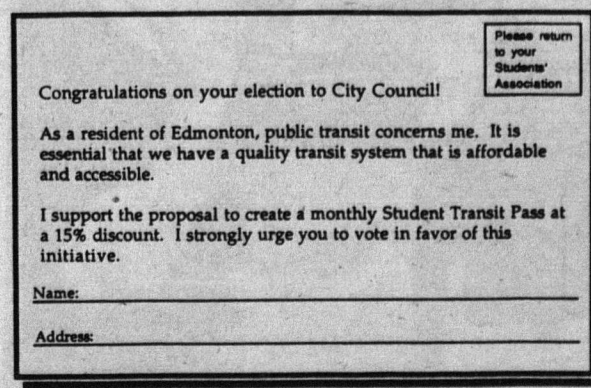 Please return
to your
Students'
Association
Congratulations on your election to City Council!
As a resident of Edmonton, public transit concerns me. It is
essential that we have a quality transit system that is affordable
and accessible.
I support the proposal to create a monthly Student Transit Pass at
a 15% discount. I strongly urge you to vote in favor of this
initiative.
Name:
Address: